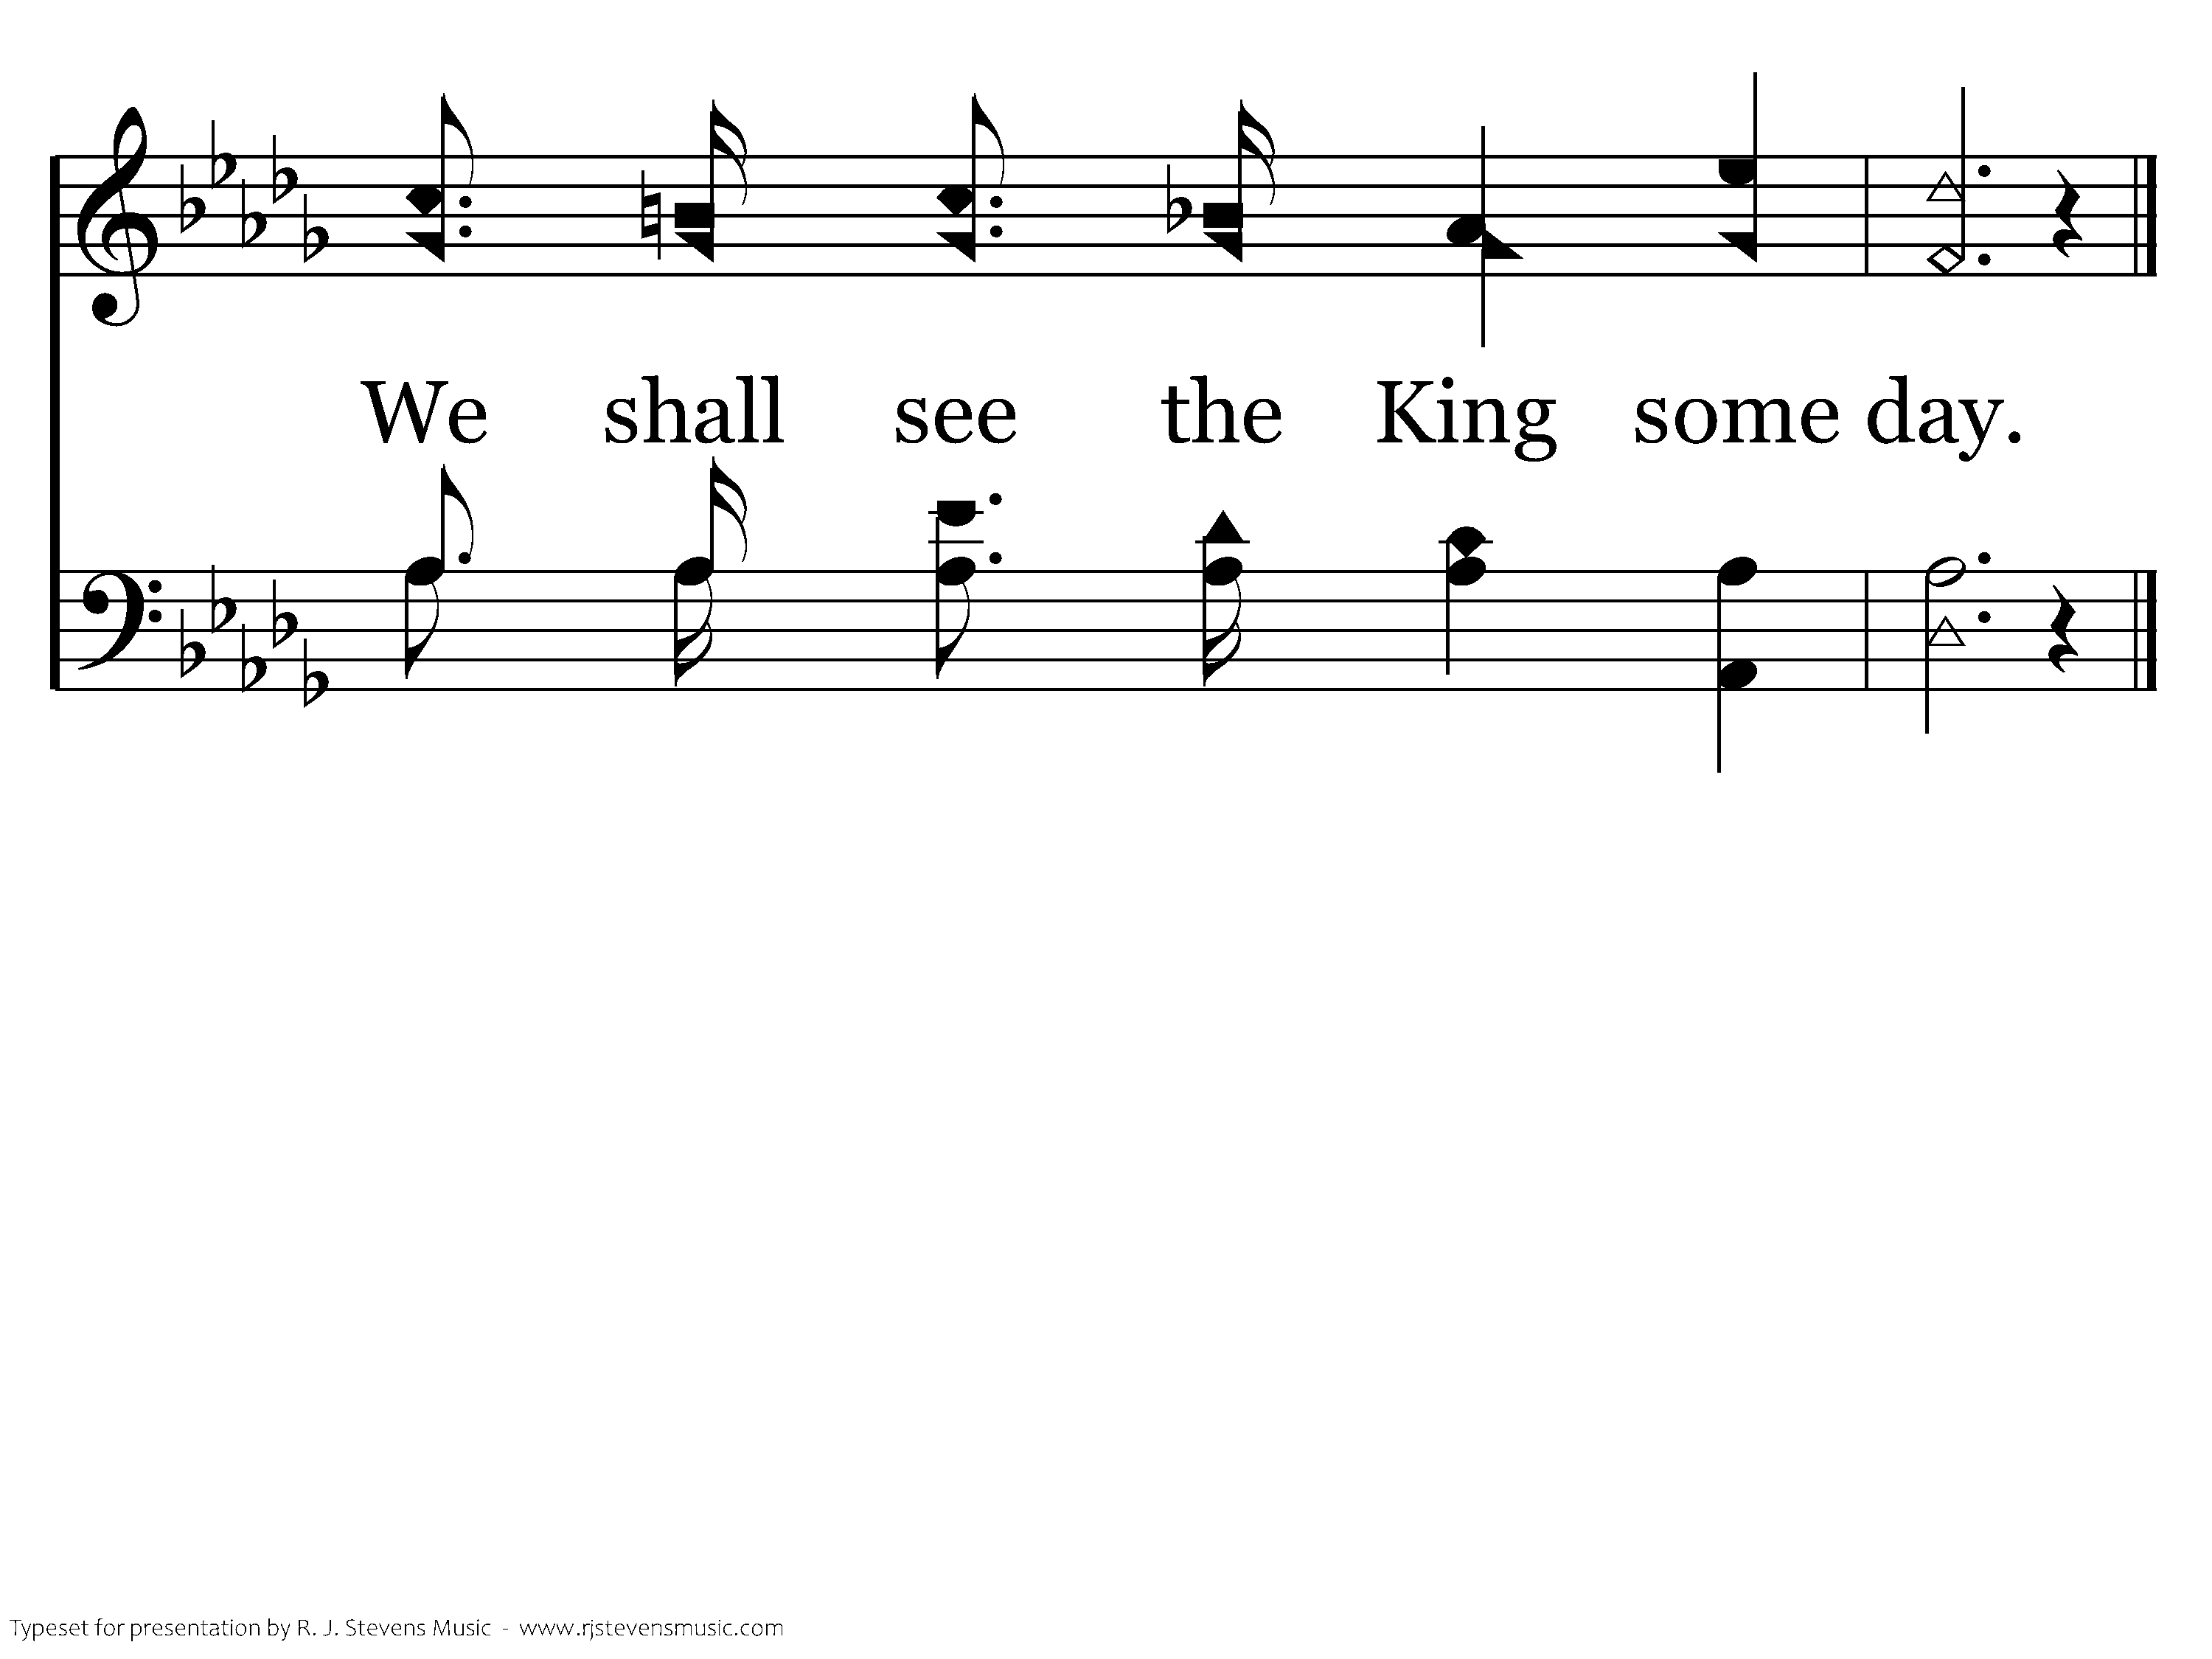 We shall see the King some day.
Typeset for presentation by R. J. Stevens Music - www.rjstevensmusic.com